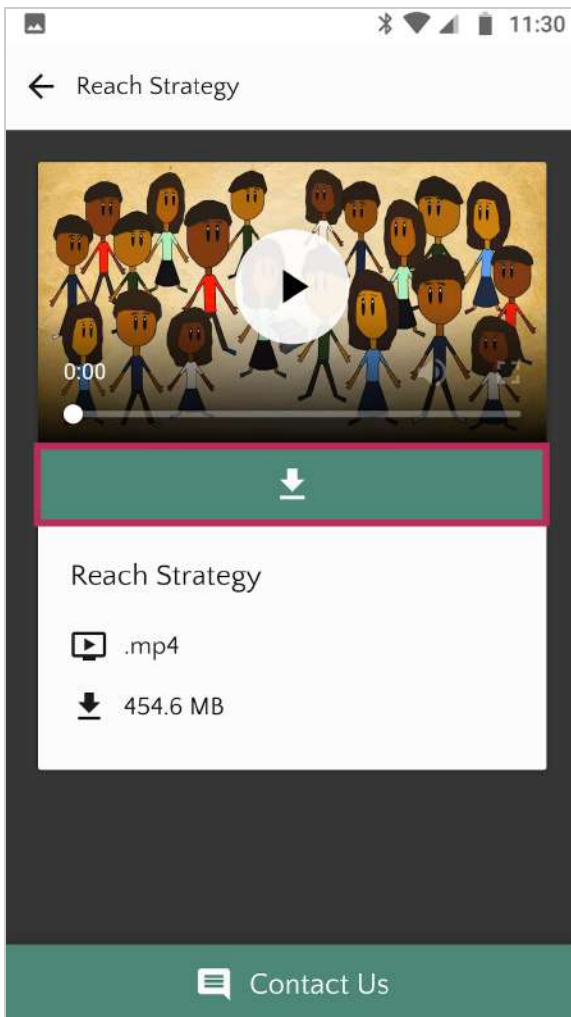 11:30
Reach Strategy
0:00
Reach Strategy
.mp4
454.6 MB
Contact Us